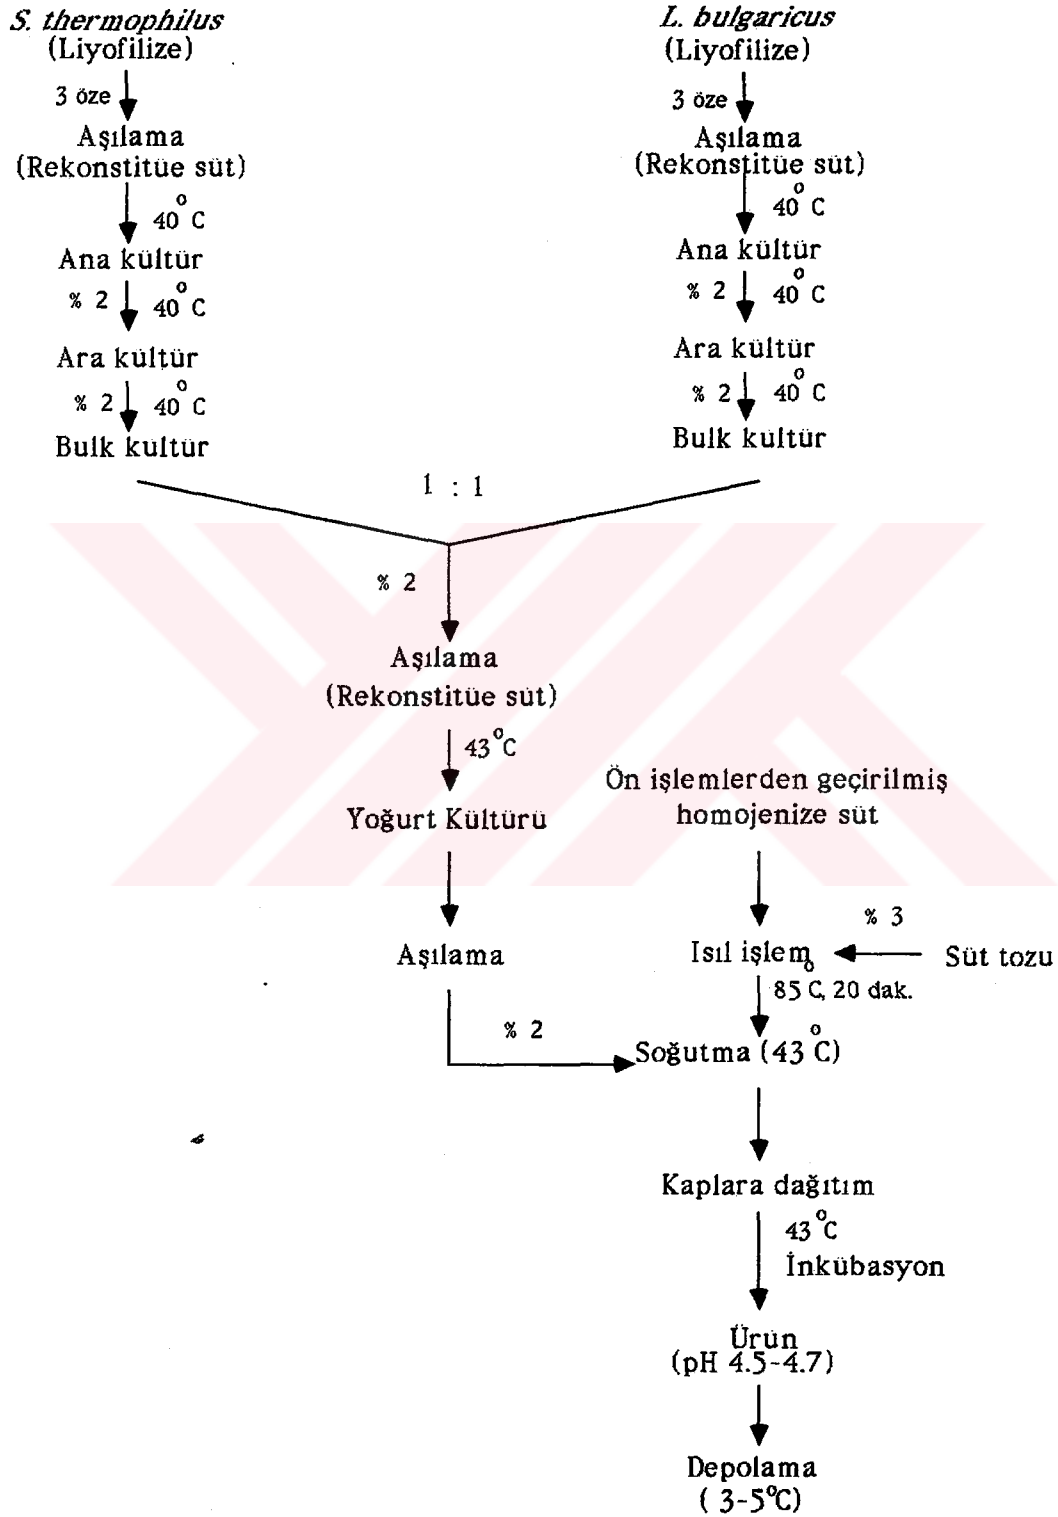 S. thermophilus
(Liyofilize)
3 öze
Aşılama
(Rekonstitüe süt)
40°C
Ana kültür
% 2 40°C
Ara kültür
% 2 40°C
Bulk kültür
L. bulgaricus
(Liyofilize)
3 öze
Aşılama
(Rekonstitüe süt)
40°C
Ana kültür
% 2 40°C
Ara kültür
% 2 40°C
Bulk kültür
1 : 1
% 2
Aşılama
(Rekonstitüe süt)
43°C
Yoğurt Kültürü
Aşılama
% 2
Ön işlemlerden geçirilmiş
homojenize süt
% 3
Isıl işlem
Süt tozu
85°C, 20 dak.
Soğutma (43°C)
Kaplara dağıtım
43°C
İnkübasyon
Ürün
(pH 4.5-4.7)
Depolama
( 3-5°C)